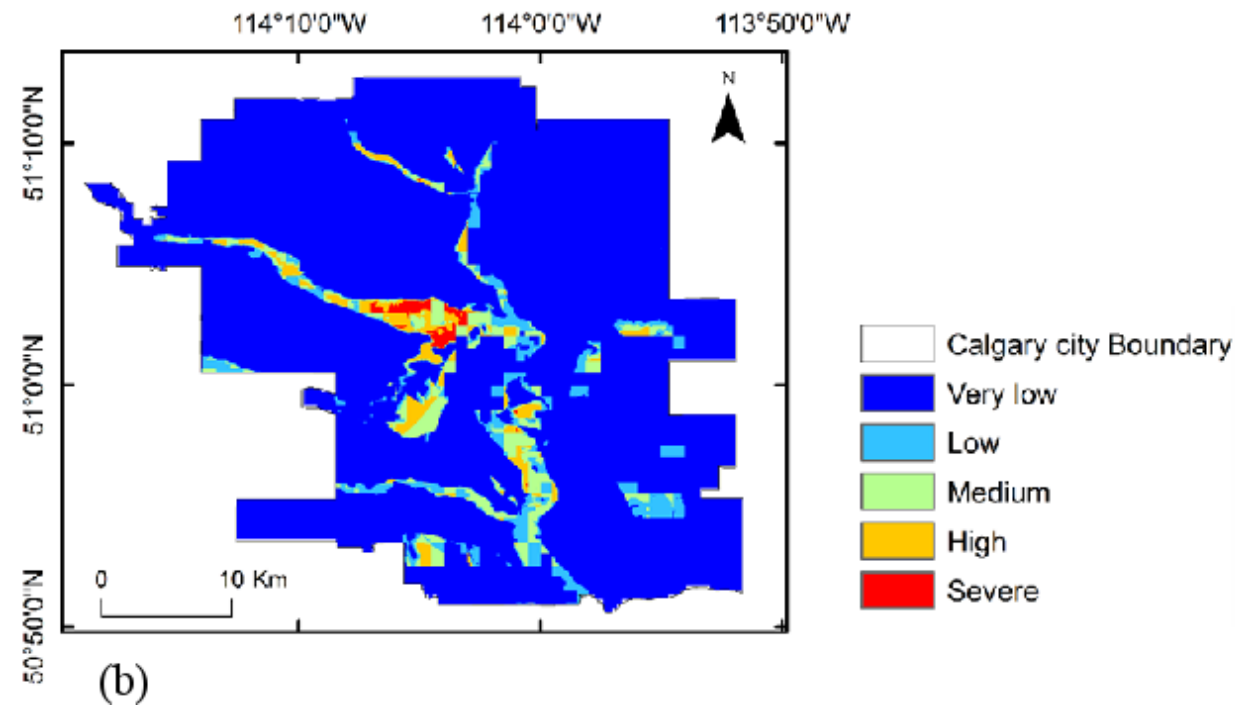 114°10'0"W 114°0'0"W 113°50'0"W
N
51°10'0"N
51°0'0"N
50°50'0"N
0 10 Km
Calgary city Boundary
Very low
Low
Medium
High
Severe
(b)